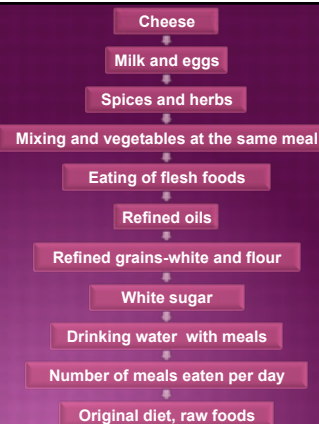 Cheese
Milk and eggs
Spices and herbs
Mixing and vegetables at the same meal
Eating of flesh foods
Refined oils
Refined grains-white and flour
White sugar
Drinking water with meals
Number of meals eaten per day
Original diet, raw foods